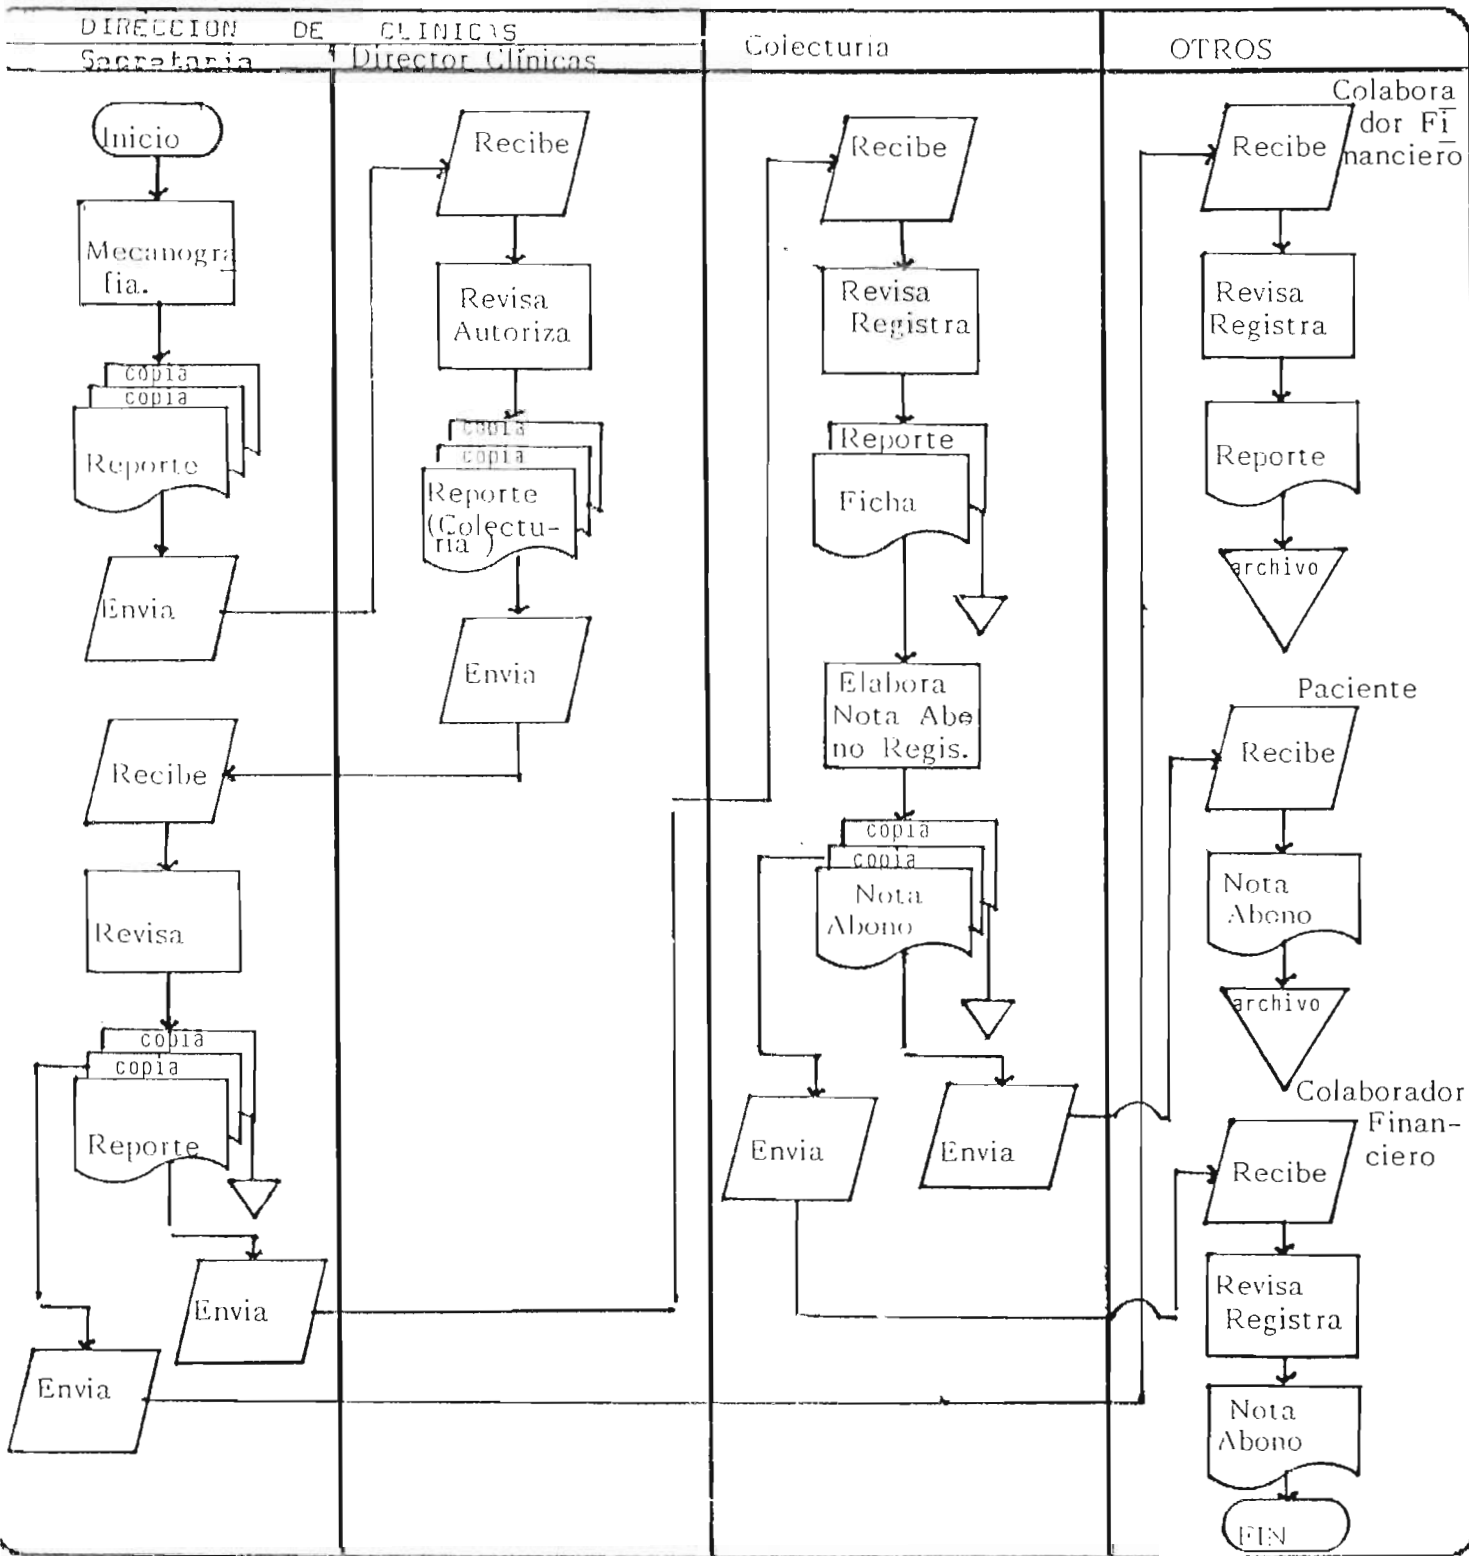 DIRECCION DE CLINICAS
Secretaria
Director Clínicas
Colecturia
OTROS
Inicio
Mecanogra
fia.
copia
copia
Reporte
Envia
Recibe
Revisa
copia
copia
Reporte
Envia
Envia
Recibe
Revisa
Autoriza
copia
copia
Reporte
(Colectu-
ria )
Envia
Recibe
Revisa
Registra
Reporte
Ficha
Elabora
Nota Abo
no Regis.
copia
copia
Nota
Abono
Envia
Envia
Colabora
dor Fi
nanciero
Recibe
Revisa
Registra
Reporte
archivo
Paciente
Recibe
Nota
Abono
archivo
Colaborador
Finan-
ciero
Recibe
Revisa
Registra
Nota
Abono
FIN